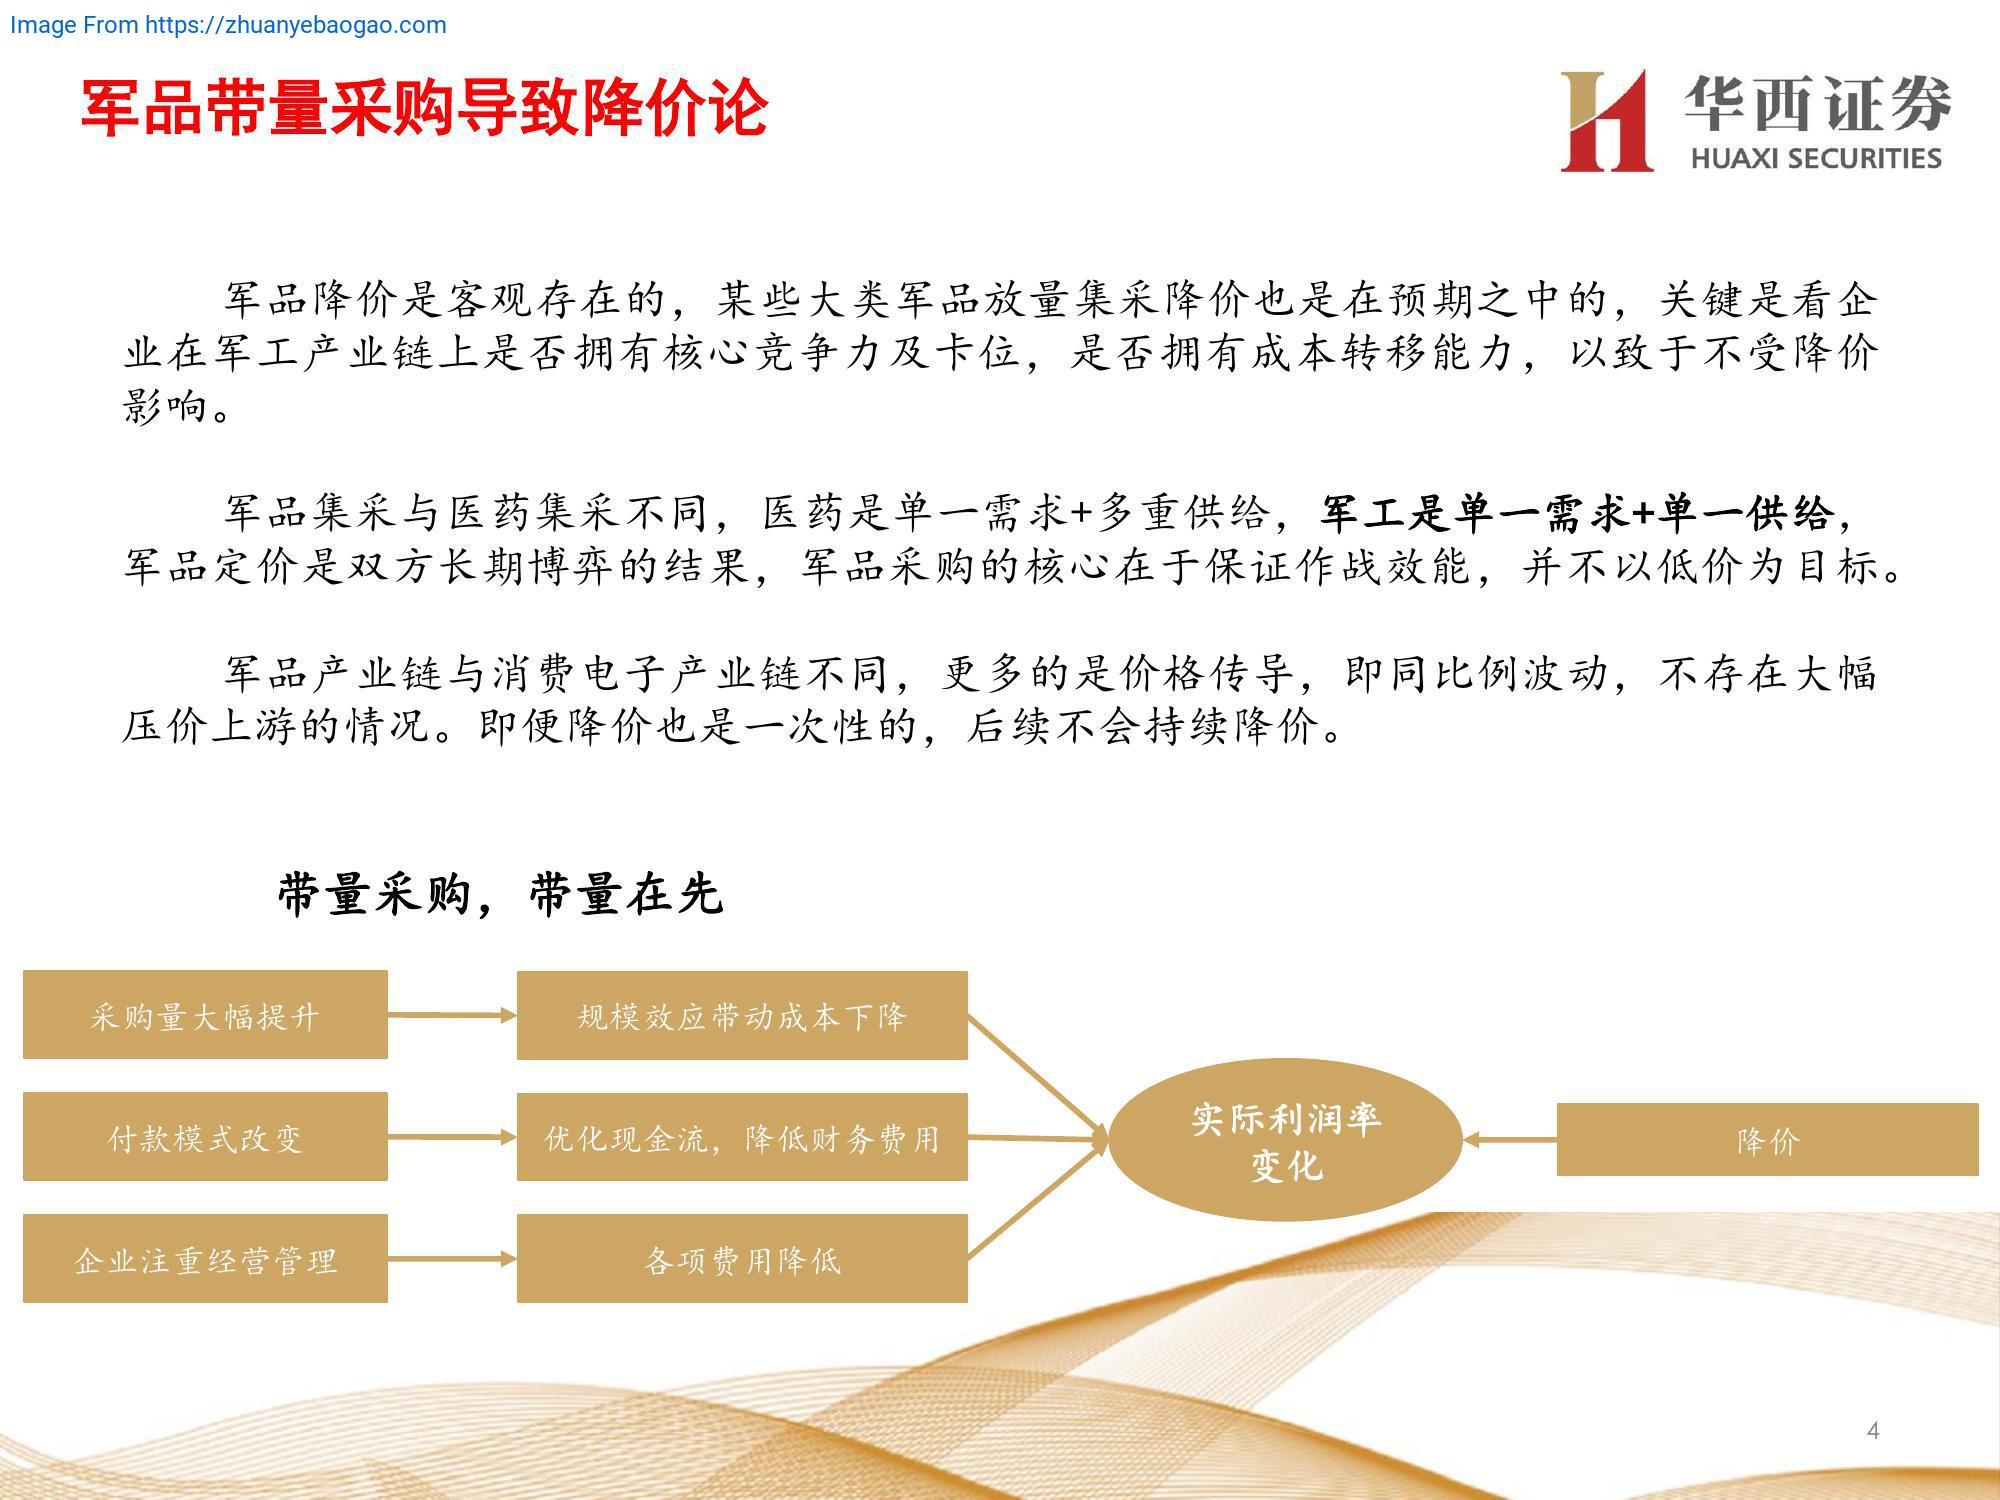 Image From https://zhuanyebaogao.com
军品带量采购导致降价论
华西证券
HUAXI SECURITIES
军品降价是客观存在的，某些大类军品放量集采降价也是在预期之中的，关键是看企
业在军工产业链上是否拥有核心竞争力及卡位，是否拥有成本转移能力，以致于不受降价
影响。
军品集采与医药集采不同，医药是单一需求+多重供给，军工是单一需求+单一供给，
军品定价是双方长期博弈的结果，军品采购的核心在于保证作战效能，并不以低价为目标。
军品产业链与消费电子产业链不同，更多的是价格传导，即同比例波动，不存在大幅
压价上游的情况。即便降价也是一次性的，后续不会持续降价。
带量采购，带量在先
采购量大幅提升
规模效应带动成本下降
付款模式改变
优化现金流，降低财务费用
企业注重经营管理
各项费用降低
实际利润率
变化
降价
4